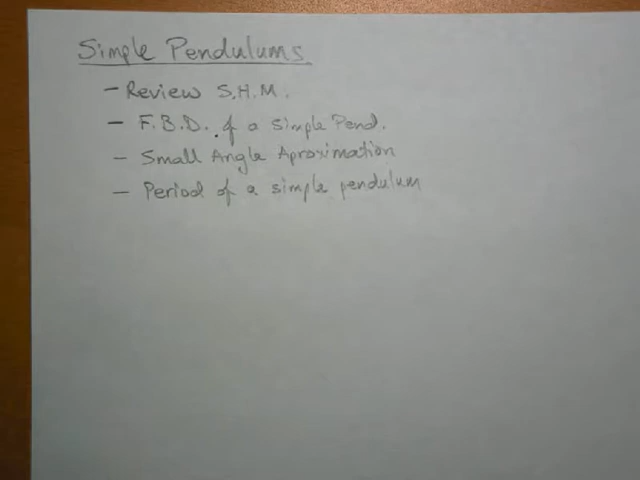 Simple Pendulums
- Review S.H.M.
- F.B.D. of a Simple Pend.
- Small Angle Aproximation
- Period of a simple pendulum